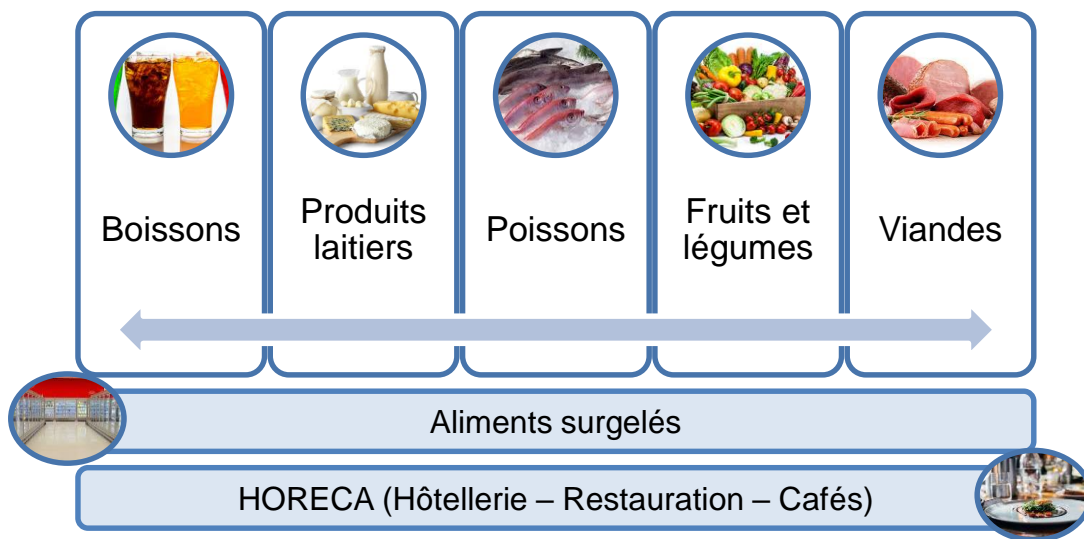 Boissons
Produits
laitiers
Poissons
Fruits et
légumes
Viandes
Aliments surgelés
HORECA (Hôtellerie – Restauration – Cafés)